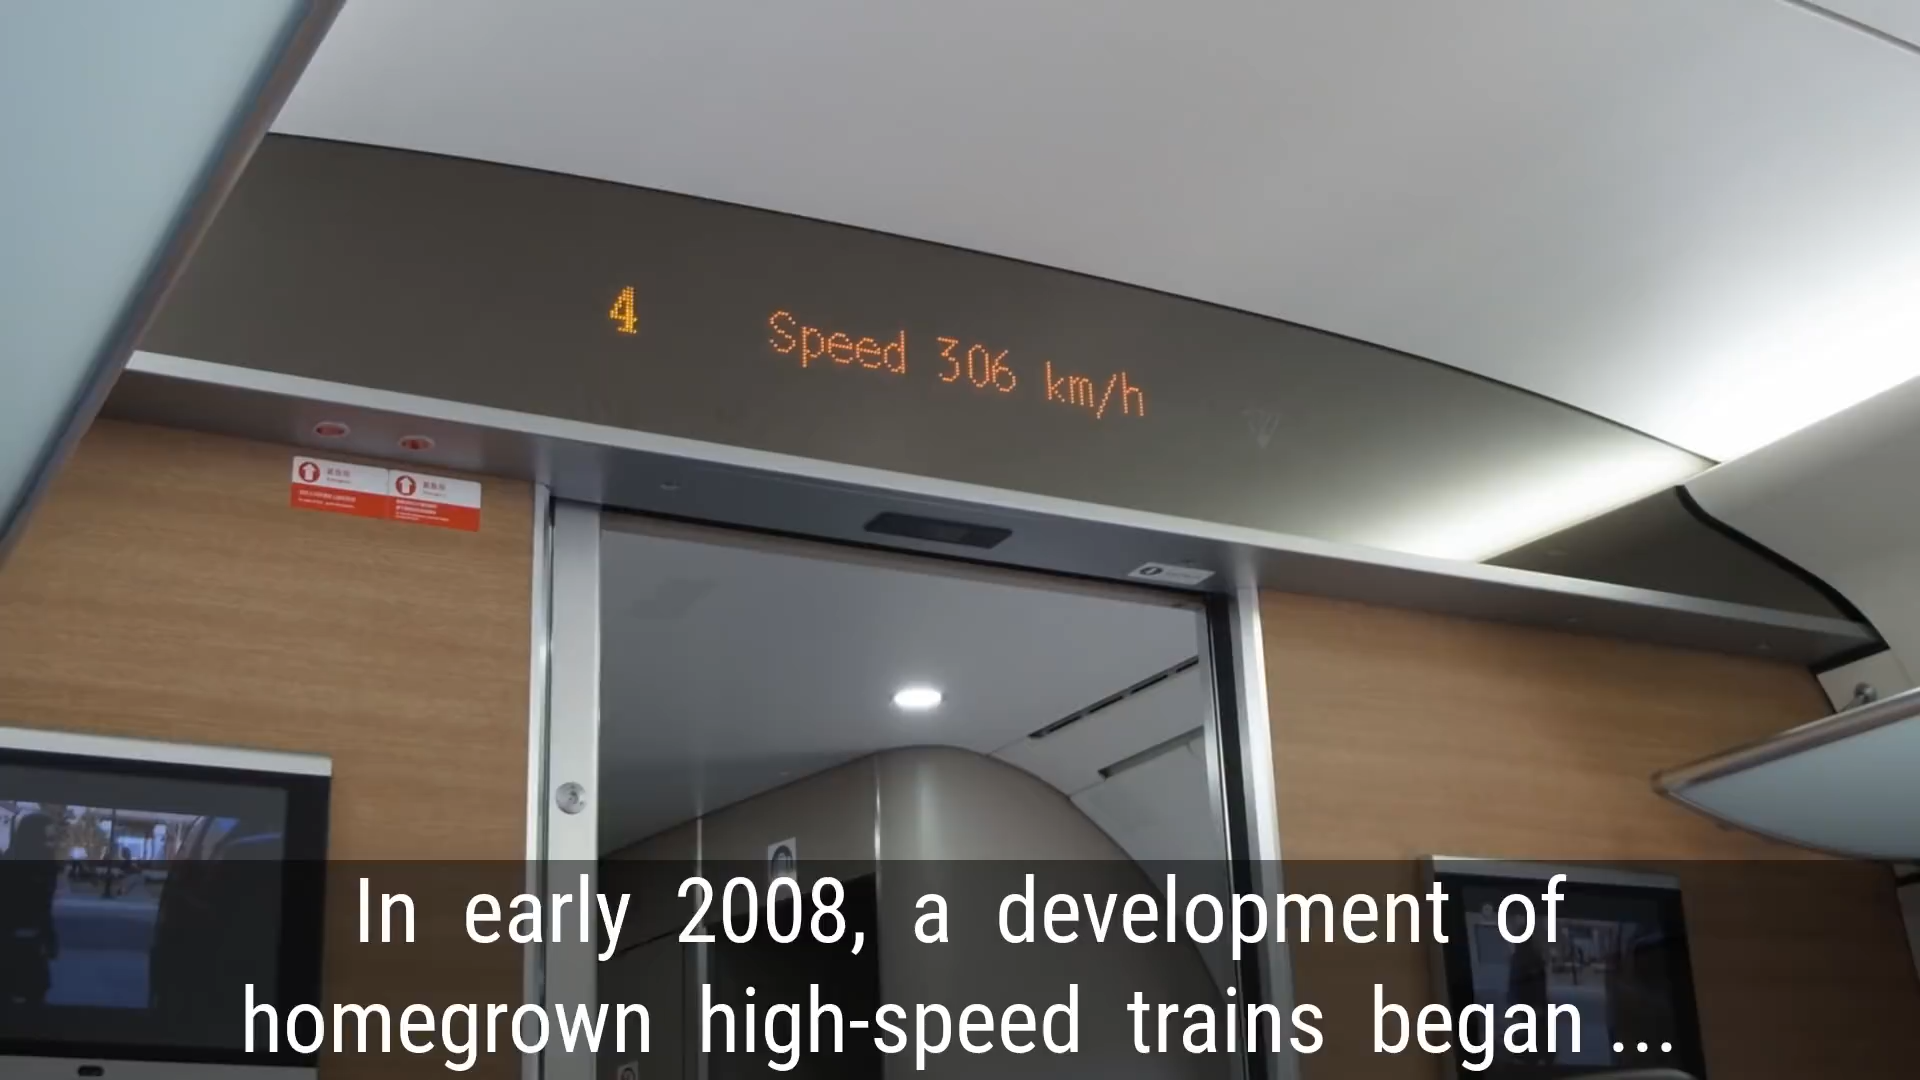 4 Speed 306 km/h
In early 2008, a development of
homegrown high-speed trains began ...